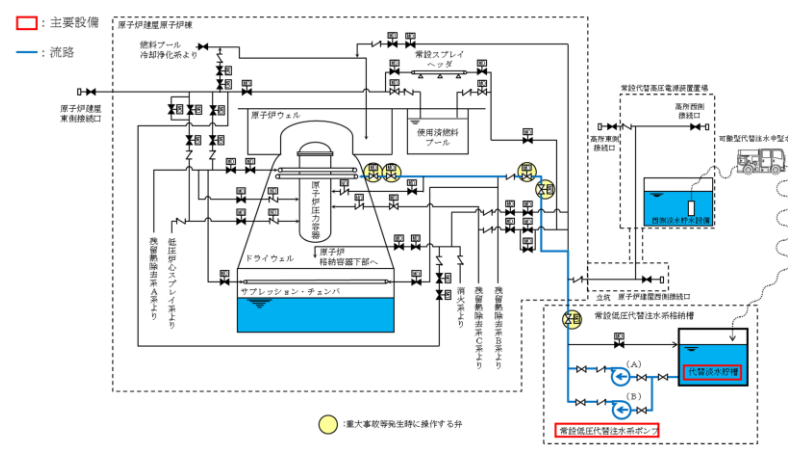 ：主要設備
：流路
原子炉建屋原子炉棟
燃料プール
冷却浄化系より
常設スプレイ
ヘッダ
原子炉建屋
東側接続口
原子炉ウェル
使用済燃料
プール
常設代替高圧電源装置置場
高所西側
接続口
高所東側
接続口
可搬型代替注水中型ポ
西側淡水貯水設備
原子炉圧力容器
ドライウェル
原子炉
格納容器下部へ
サプレッション・チェンバ
残留熱除去系A系より
低圧炉心スプレイ系より
消火系より
残留熱除去系C系より
残留熱除去系B系より
立坑
原子炉建屋西側接続口
常設低圧代替注水系格納槽
代替淡水貯槽
(A)
(B)
常設低圧代替注水系ポンプ
：重大事故等発生時に操作する弁